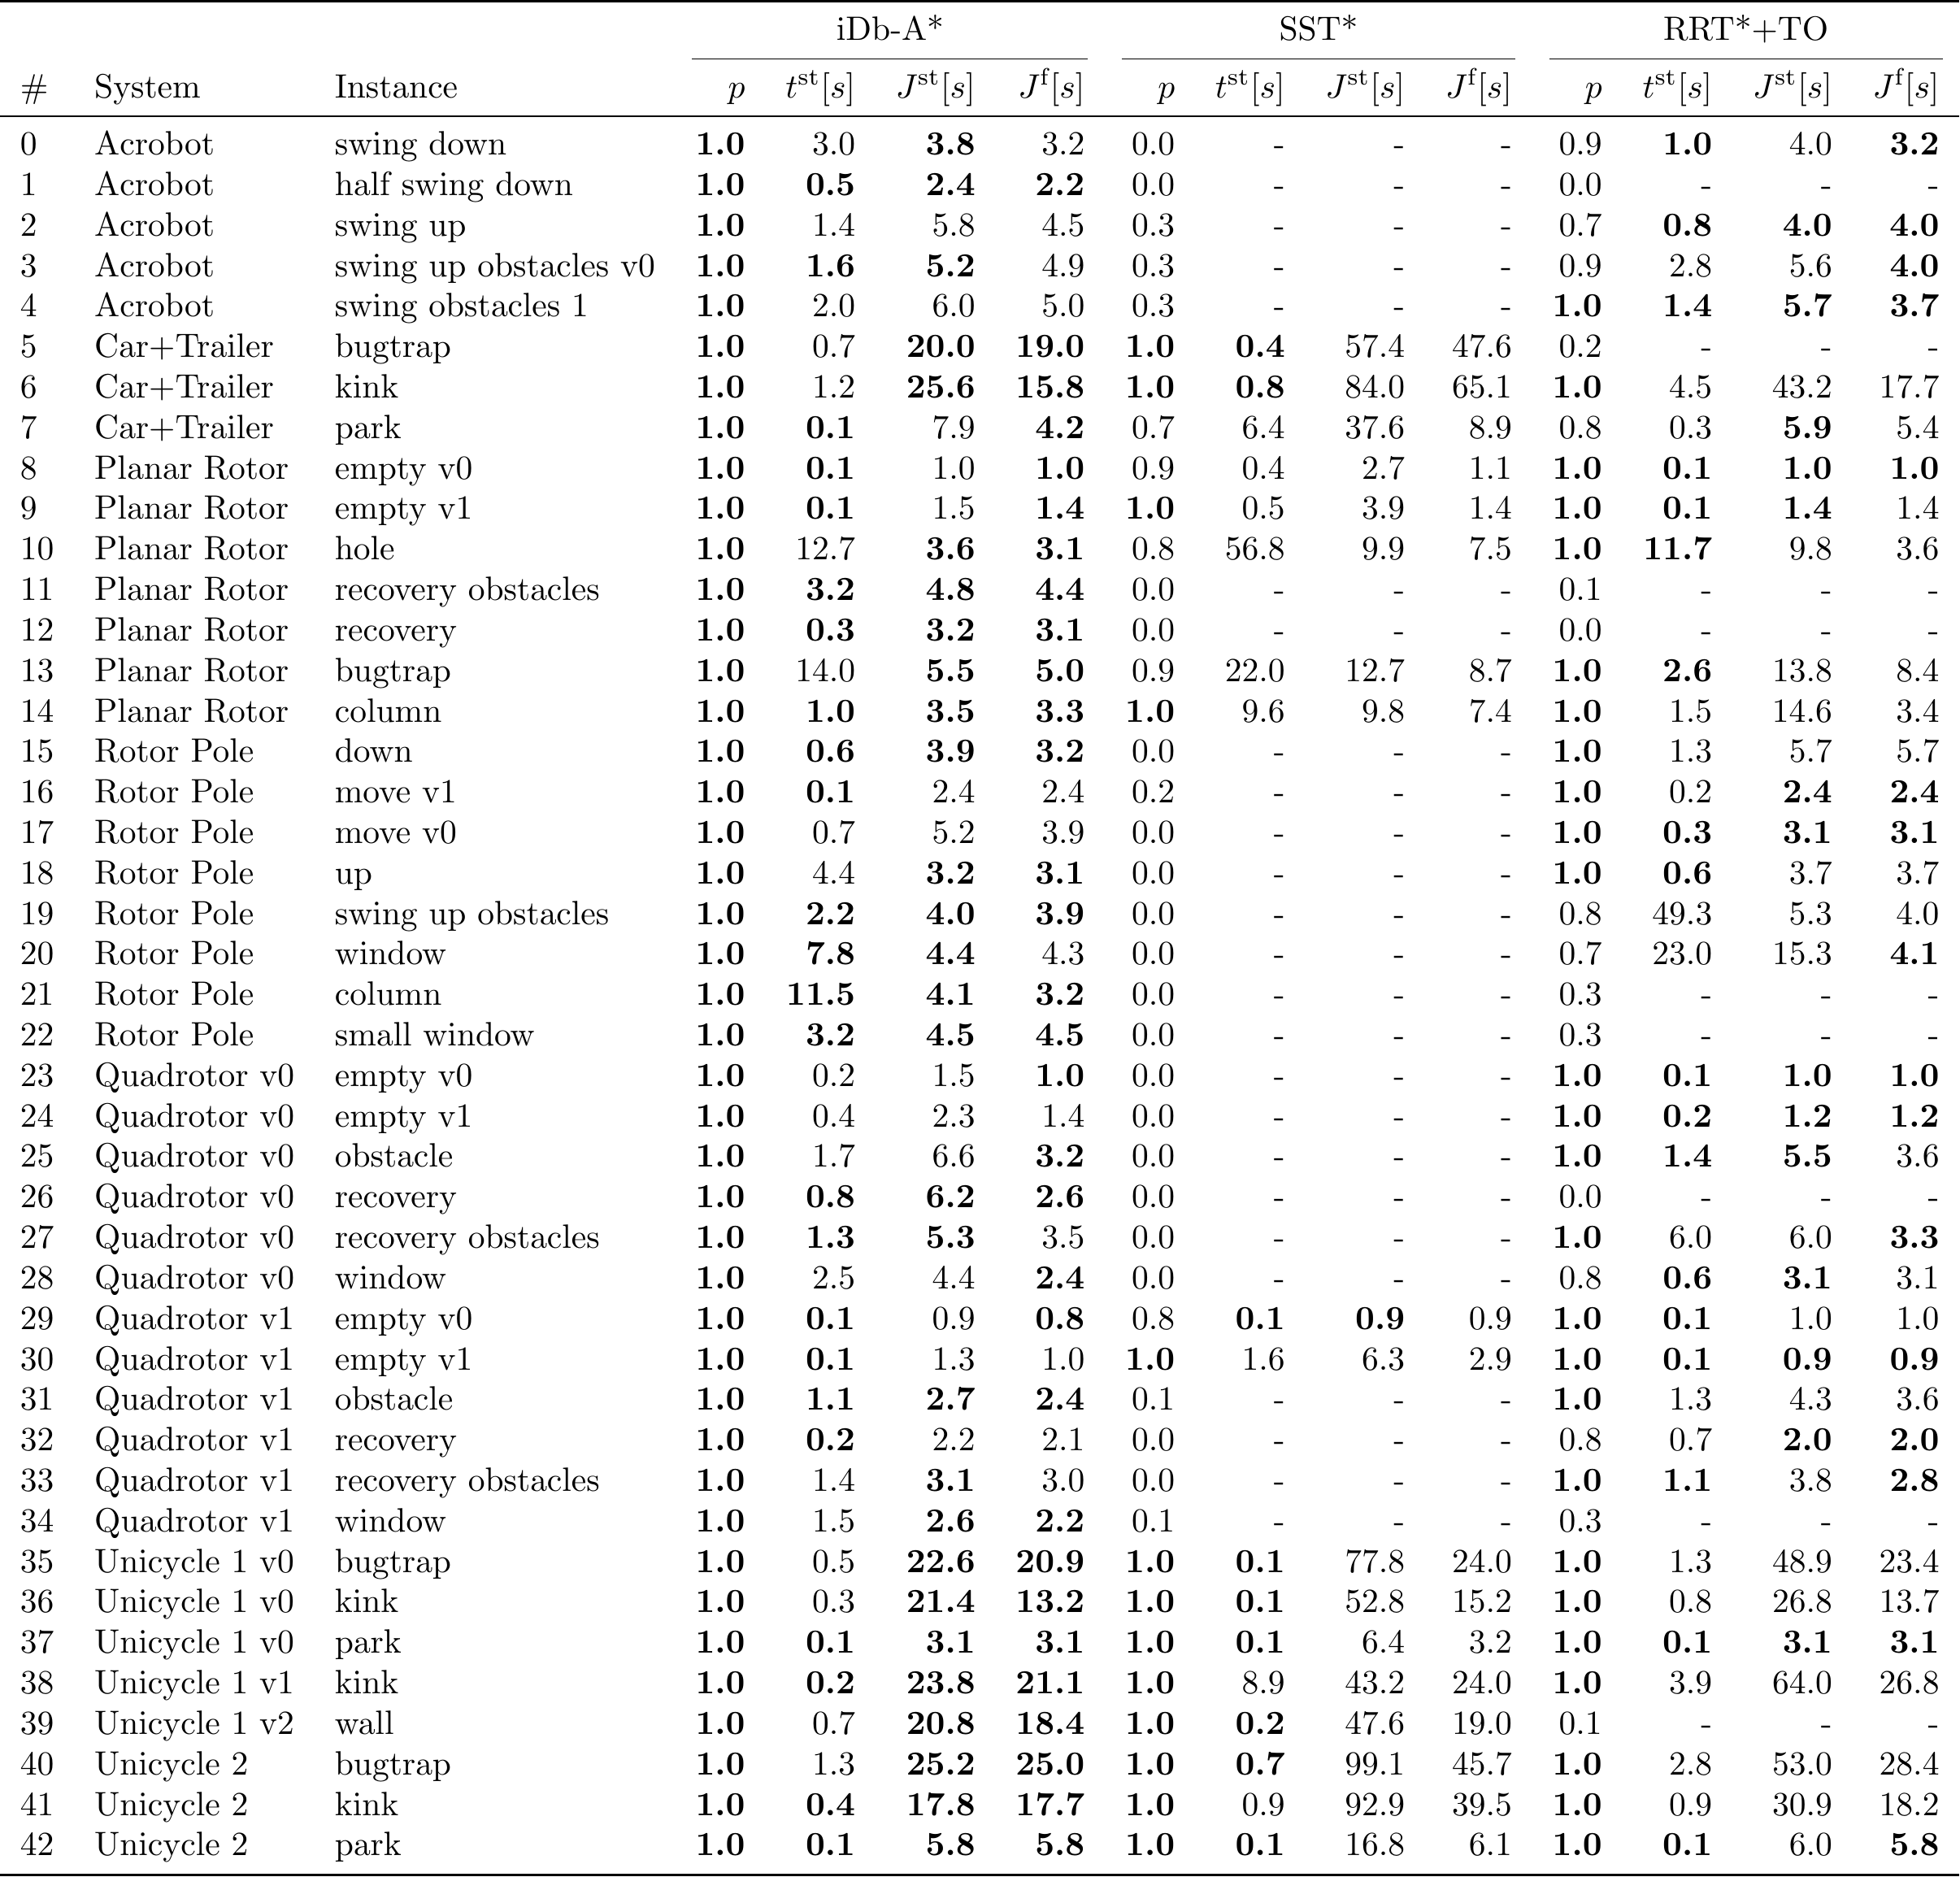 iDb-A* SST* RRT*+TO
# System Instance p t^st[s] J^st[s] J^f[s] p t^st[s] J^st[s] J^f[s] p t^st[s] J^st[s] J^f[s]
0 Acrobot swing down 1.0 3.0 3.8 3.2 0.0 - - - 0.9 1.0 4.0 3.2
1 Acrobot half swing down 1.0 0.5 2.4 2.2 0.0 - - - 0.0 - - -
2 Acrobot swing up 1.0 1.4 5.8 4.5 0.3 - - - 0.7 0.8 4.0 4.0
3 Acrobot swing up obstacles v0 1.0 1.6 5.2 4.9 0.3 - - - 0.9 2.8 5.6 4.0
4 Acrobot swing obstacles 1 1.0 2.0 6.0 5.0 0.3 - - - 1.0 1.4 5.7 3.7
5 Car+Trailer bugtrap 1.0 0.7 20.0 19.0 1.0 0.4 57.4 47.6 0.2 - - -
6 Car+Trailer kink 1.0 1.2 25.6 15.8 1.0 0.8 84.0 65.1 1.0 4.5 43.2 17.7
7 Car+Trailer park 1.0 0.1 7.9 4.2 0.7 6.4 37.6 8.9 0.8 0.3 5.9 5.4
8 Planar Rotor empty v0 1.0 0.1 1.0 1.0 0.9 0.4 2.7 1.1 1.0 0.1 1.0 1.0
9 Planar Rotor empty v1 1.0 0.1 1.5 1.4 1.0 0.5 3.9 1.4 1.0 0.1 1.4 1.4
10 Planar Rotor hole 1.0 12.7 3.6 3.1 0.8 56.8 9.9 7.5 1.0 11.7 9.8 3.6
11 Planar Rotor recovery obstacles 1.0 3.2 4.8 4.4 0.0 - - - 0.1 - - -
12 Planar Rotor recovery 1.0 0.3 3.2 3.1 0.0 - - - 0.0 - - -
13 Planar Rotor bugtrap 1.0 14.0 5.5 5.0 0.9 22.0 12.7 8.7 1.0 2.6 13.8 8.4
14 Planar Rotor column 1.0 1.0 3.5 3.3 1.0 9.6 9.8 7.4 1.0 1.5 14.6 3.4
15 Rotor Pole down 1.0 0.6 3.9 3.2 0.0 - - - 1.0 1.3 5.7 5.7
16 Rotor Pole move v1 1.0 0.1 2.4 2.4 0.2 - - - 1.0 0.2 2.4 2.4
17 Rotor Pole move v0 1.0 0.7 5.2 3.9 0.0 - - - 1.0 0.3 3.1 3.1
18 Rotor Pole up 1.0 4.4 3.2 3.1 0.0 - - - 1.0 0.6 3.7 3.7
19 Rotor Pole swing up obstacles 1.0 2.2 4.0 3.9 0.0 - - - 0.8 49.3 5.3 4.0
20 Rotor Pole window 1.0 7.8 4.4 4.3 0.0 - - - 0.7 23.0 15.3 4.1
21 Rotor Pole column 1.0 11.5 4.1 3.2 0.0 - - - 0.3 - - -
22 Rotor Pole small window 1.0 3.2 4.5 4.5 0.0 - - - 0.3 - - -
23 Quadrotor v0 empty v0 1.0 0.2 1.5 1.0 0.0 - - - 1.0 0.1 1.0 1.0
24 Quadrotor v0 empty v1 1.0 0.4 2.3 1.4 0.0 - - - 1.0 0.2 1.2 1.2
25 Quadrotor v0 obstacle 1.0 1.7 6.6 3.2 0.0 - - - 1.0 1.4 5.5 3.6
26 Quadrotor v0 recovery 1.0 0.8 6.2 2.6 0.0 - - - 0.0 - - -
27 Quadrotor v0 recovery obstacles 1.0 1.3 5.3 3.5 0.0 - - - 1.0 6.0 6.0 3.3
28 Quadrotor v0 window 1.0 2.5 4.4 2.4 0.0 - - - 0.8 0.6 3.1 3.1
29 Quadrotor v1 empty v0 1.0 0.1 0.9 0.8 0.8 0.1 0.9 0.9 1.0 0.1 1.0 1.0
30 Quadrotor v1 empty v1 1.0 0.1 1.3 1.0 1.0 1.6 6.3 2.9 1.0 0.1 0.9 0.9
31 Quadrotor v1 obstacle 1.0 1.1 2.7 2.4 0.1 - - - 1.0 1.3 4.3 3.6
32 Quadrotor v1 recovery 1.0 0.2 2.2 2.1 0.0 - - - 0.8 0.7 2.0 2.0
33 Quadrotor v1 recovery obstacles 1.0 1.4 3.1 3.0 0.0 - - - 1.0 1.1 3.8 2.8
34 Quadrotor v1 window 1.0 1.5 2.6 2.2 0.1 - - - 0.3 - - -
35 Unicycle 1 v0 bugtrap 1.0 0.5 22.6 20.9 1.0 0.1 77.8 24.0 1.0 1.3 48.9 23.4
36 Unicycle 1 v0 kink 1.0 0.3 21.4 13.2 1.0 0.1 52.8 15.2 1.0 0.8 26.8 13.7
37 Unicycle 1 v0 park 1.0 0.1 3.1 3.1 1.0 0.1 6.4 3.2 1.0 0.1 3.1 3.1
38 Unicycle 1 v1 kink 1.0 0.2 23.8 21.1 1.0 8.9 43.2 24.0 1.0 3.9 64.0 26.8
39 Unicycle 1 v2 wall 1.0 0.7 20.8 18.4 1.0 0.2 47.6 19.0 0.1 - - -
40 Unicycle 2 bugtrap 1.0 1.3 25.2 25.0 1.0 0.7 99.1 45.7 1.0 2.8 53.0 28.4
41 Unicycle 2 kink 1.0 0.4 17.8 17.7 1.0 0.9 92.9 39.5 1.0 0.9 30.9 18.2
42 Unicycle 2 park 1.0 0.1 5.8 5.8 1.0 0.1 16.8 6.1 1.0 0.1 6.0 5.8